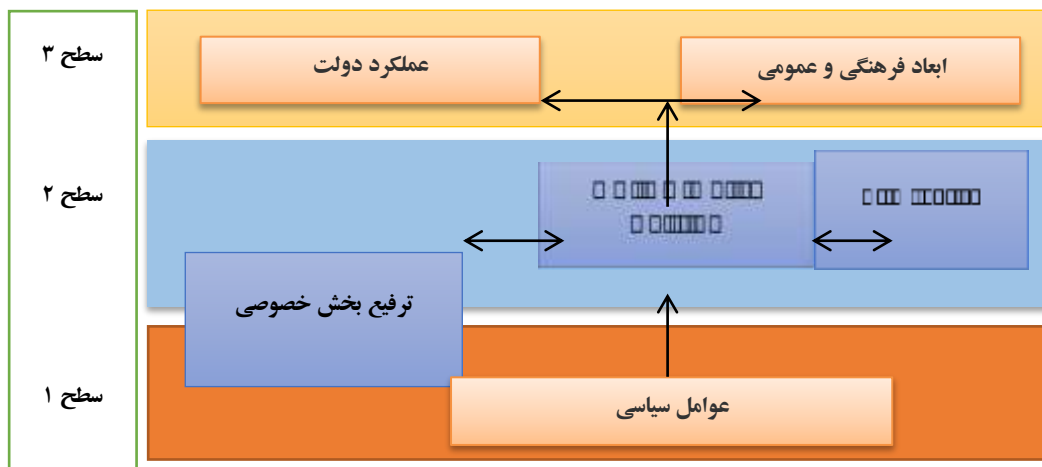 سطح ۳
ابعاد فرهنگی و عمومی
عملکرد دولت
سطح ۲
ترفیع بخش خصوصی
سطح ۱
عوامل سیاسی